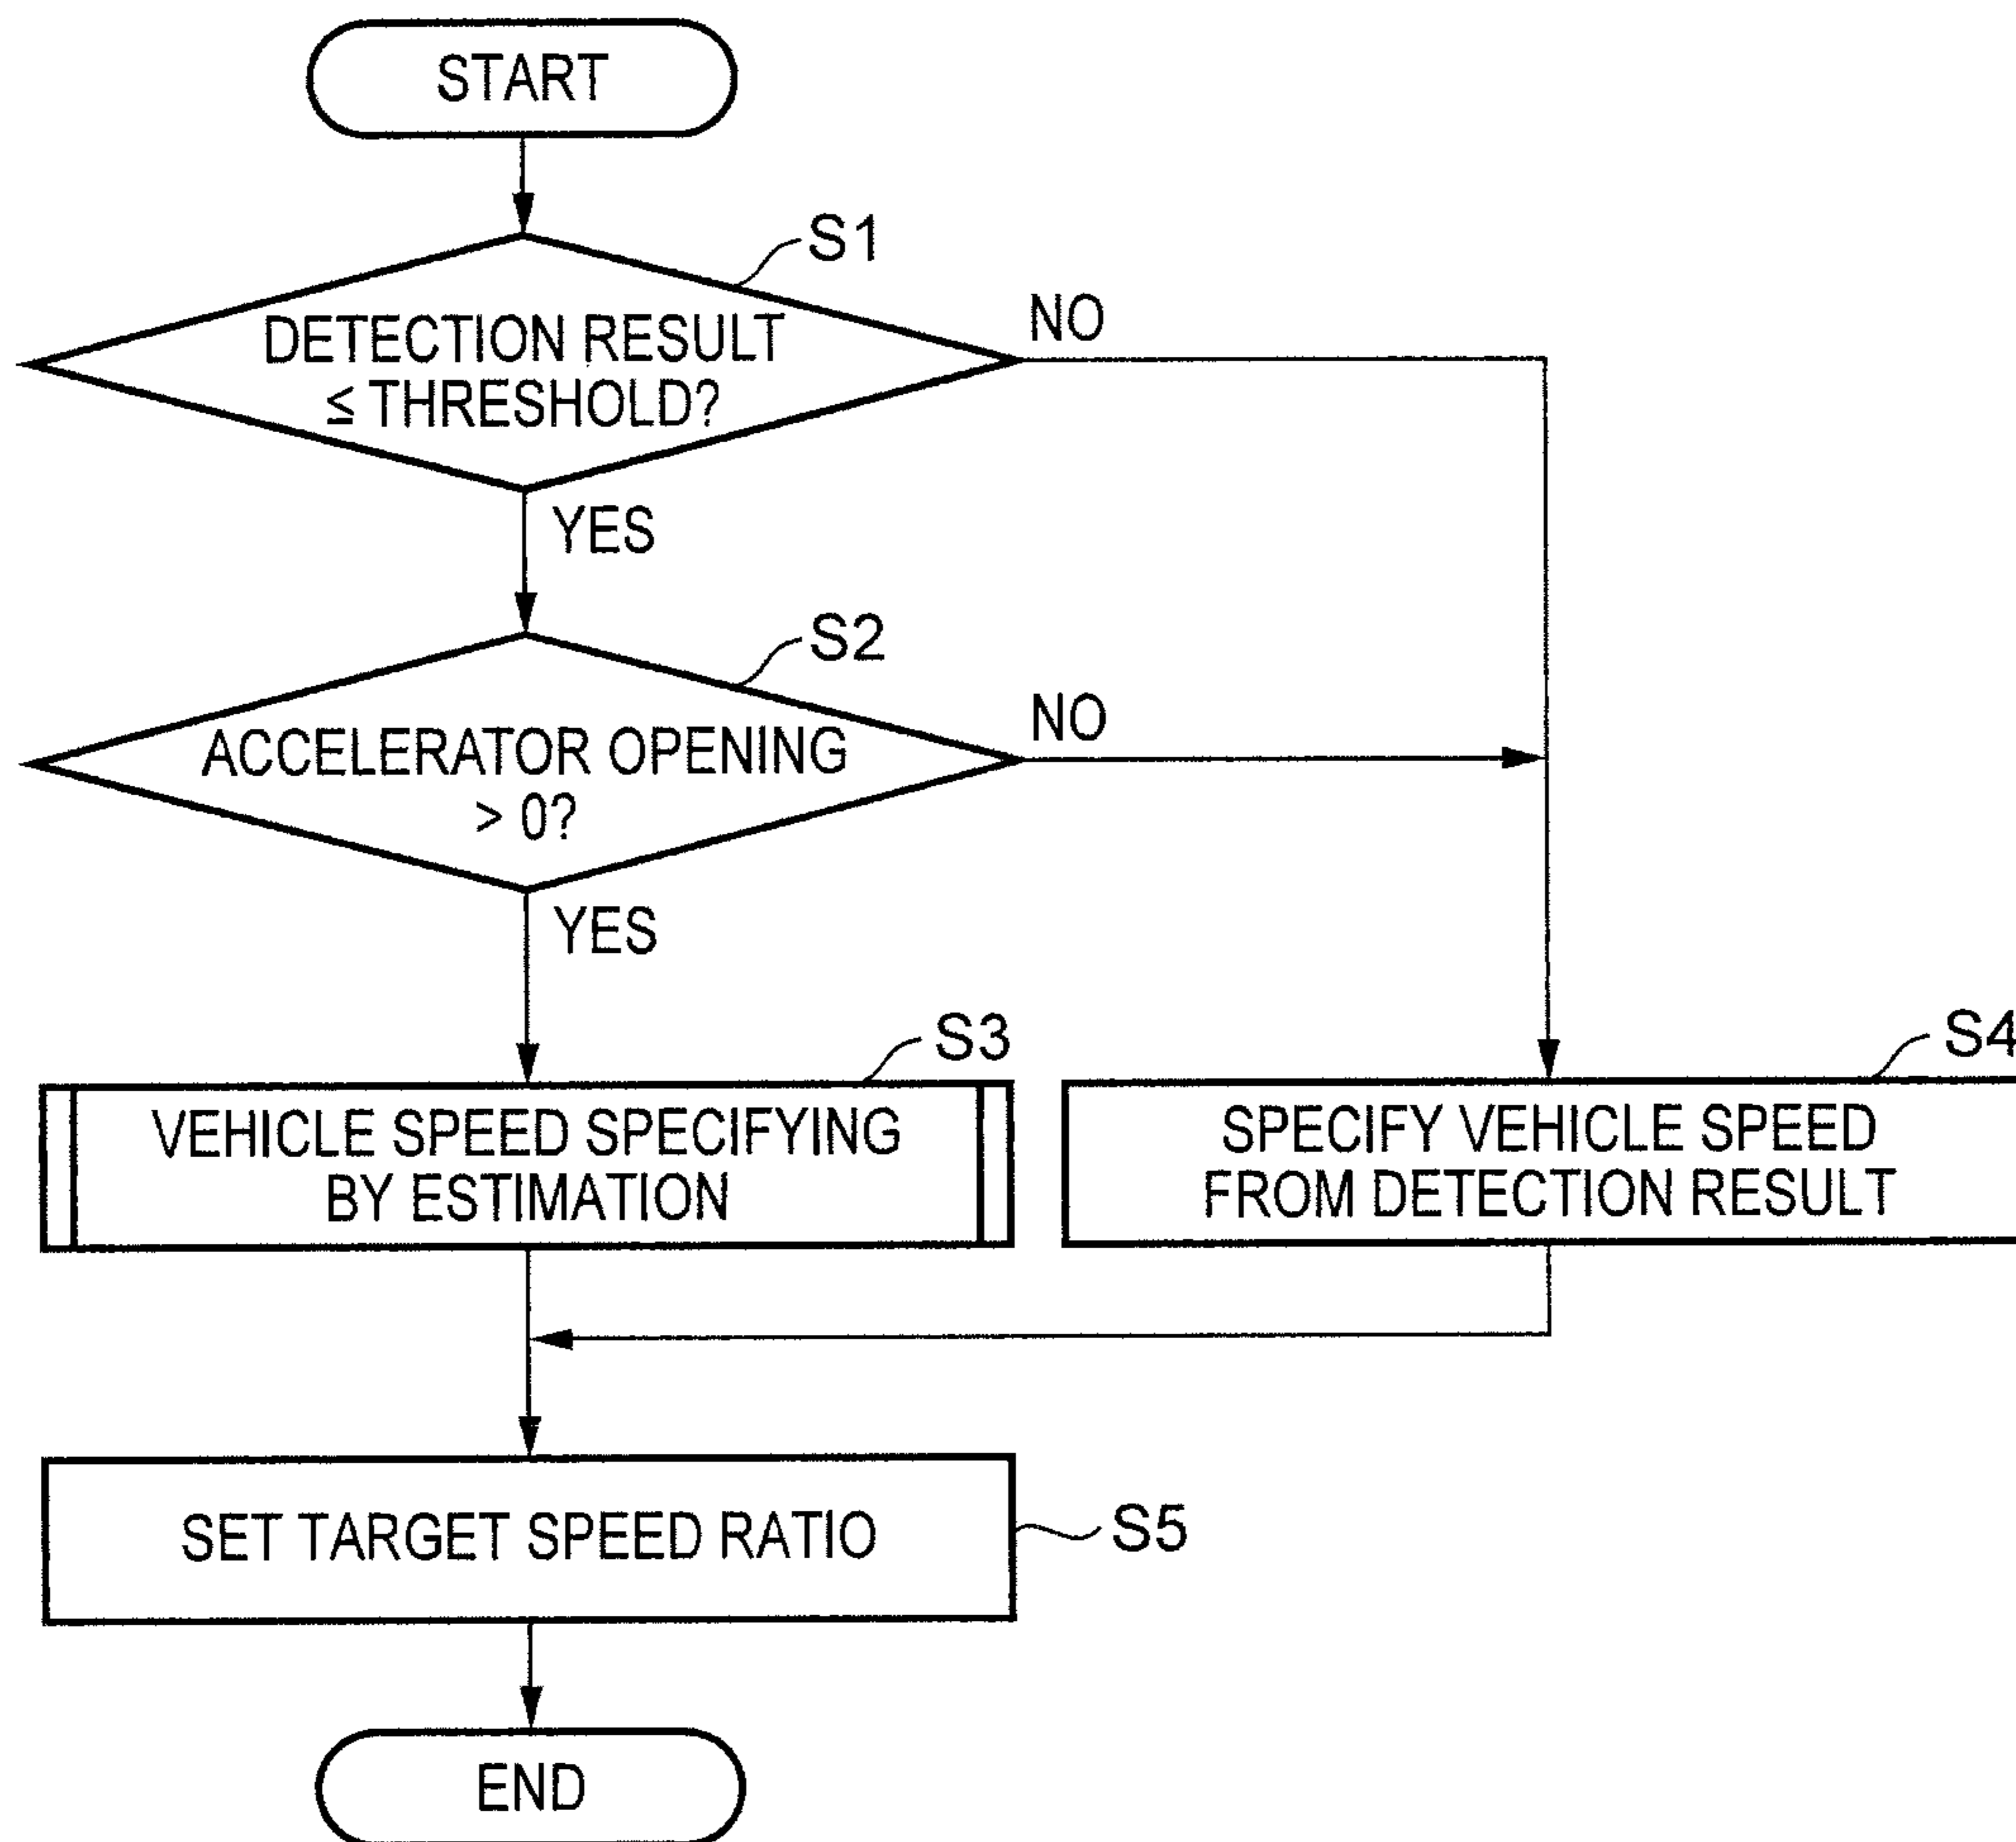 START
S1
DETECTION RESULT
≤ THRESHOLD?
NO
YES
S2
ACCELERATOR OPENING
> 0?
NO
YES
S3
VEHICLE SPEED SPECIFYING
BY ESTIMATION
S4
SPECIFY VEHICLE SPEED
FROM DETECTION RESULT
SET TARGET SPEED RATIO
S5
END